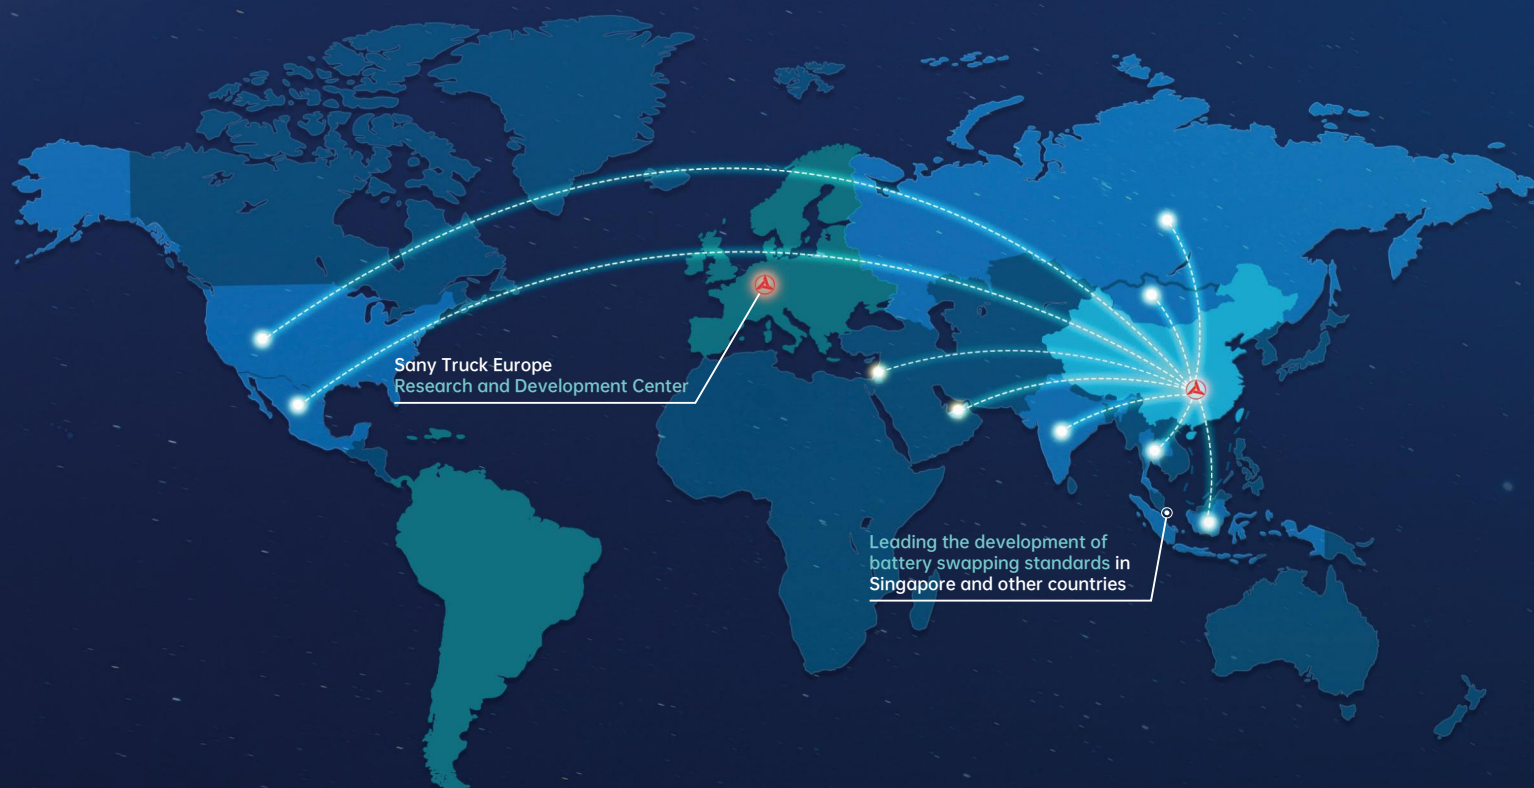 Sany Truck Europe
Research and Development Center
Leading the development of
battery swapping standards in
Singapore and other countries